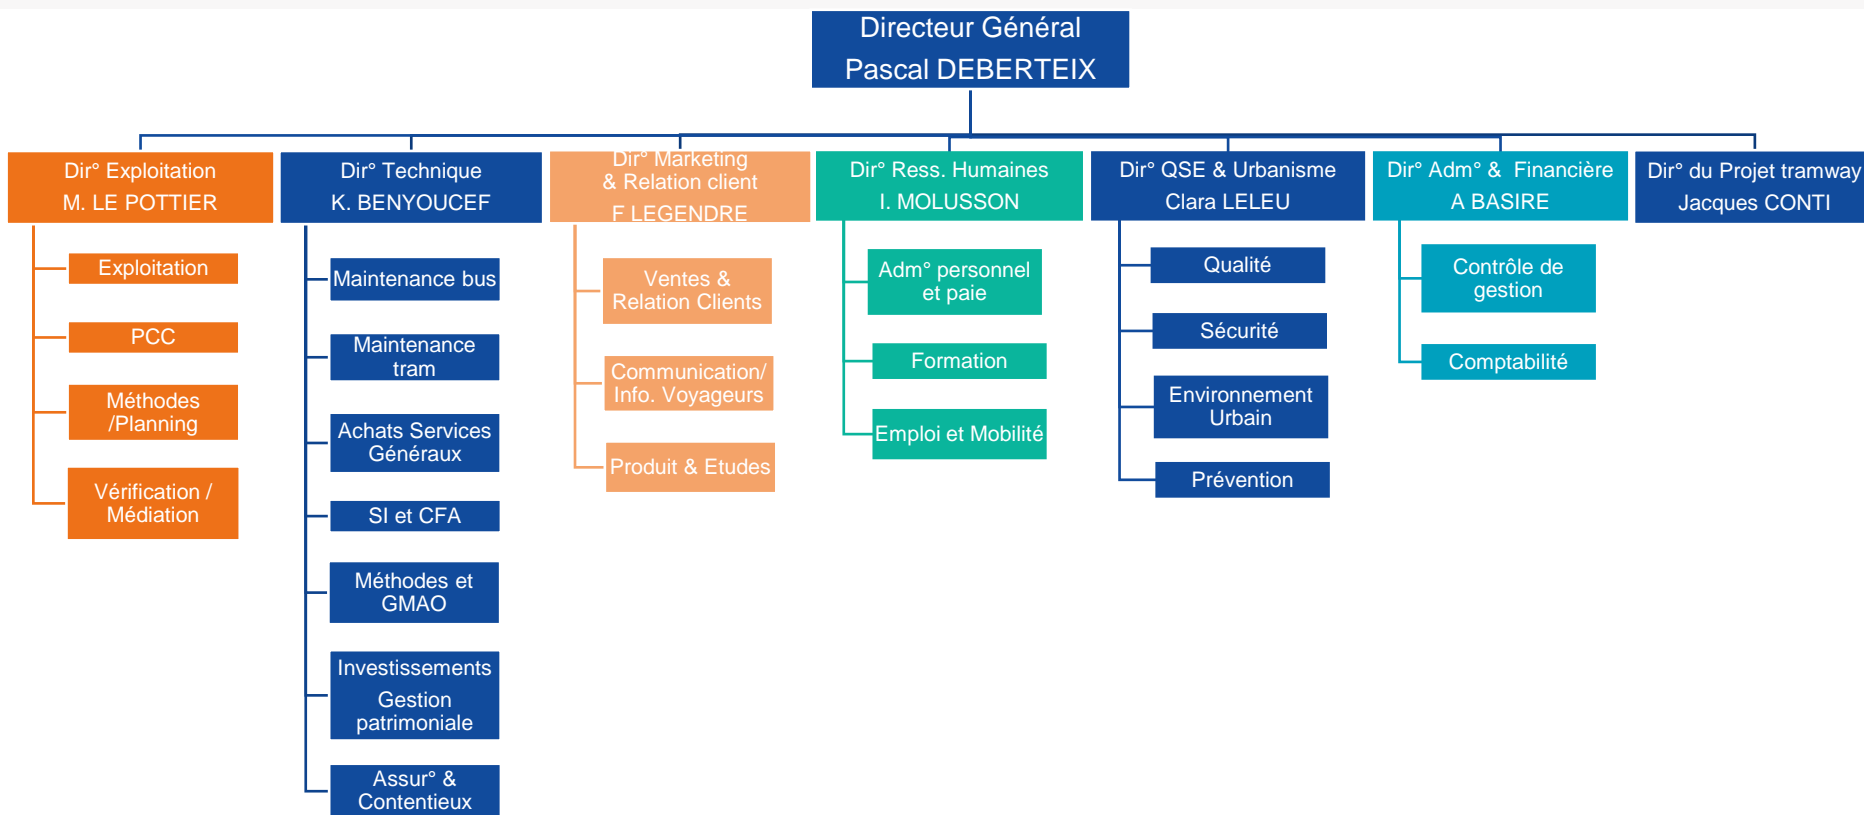 Directeur Général
Pascal DEBERTEIX
Dir° Exploitation
M. LE POTTIER
Exploitation
PCC
Méthodes
/Planning
Vérification /
Médiation
Dir° Technique
K. BENYOUCEF
Maintenance bus
Maintenance
tram
Achats Services
Généraux
SI et CFA
Méthodes et
GMAO
Investissements
Gestion
patrimoniale
Assur° &
Contentieux
Dir° Marketing
& Relation client
F LEGENDRE
Ventes &
Relation Clients
Communication/
Info. Voyageurs
Produit & Etudes
Dir° Ress. Humaines
I. MOLUSSON
Adm° personnel
et paie
Formation
Emploi et Mobilité
Dir° QSE & Urbanisme
Clara LELEU
Qualité
Sécurité
Environnement
Urbain
Prévention
Dir° Adm° & Financière
A BASIRE
Contrôle de
gestion
Comptabilité
Dir° du Projet tramway
Jacques CONTI